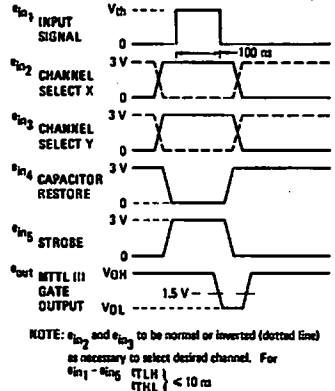 ein1 INPUT SIGNAL
Vth
0
100 ns
ein2 CHANNEL SELECT X
3 V
0
ein3 CHANNEL SELECT Y
3 V
0
ein4 CAPACITOR RESTORE
3 V
0
ein5 STROBE
3 V
0
eout MTTL III GATE OUTPUT
VOH
1.5 V
VOL
NOTE: ein2 and ein3 to be normal or inverted (dotted line)
as necessary to select desired channel. For
ein1 - ein5 tTLH
tTHL } < 10 ns